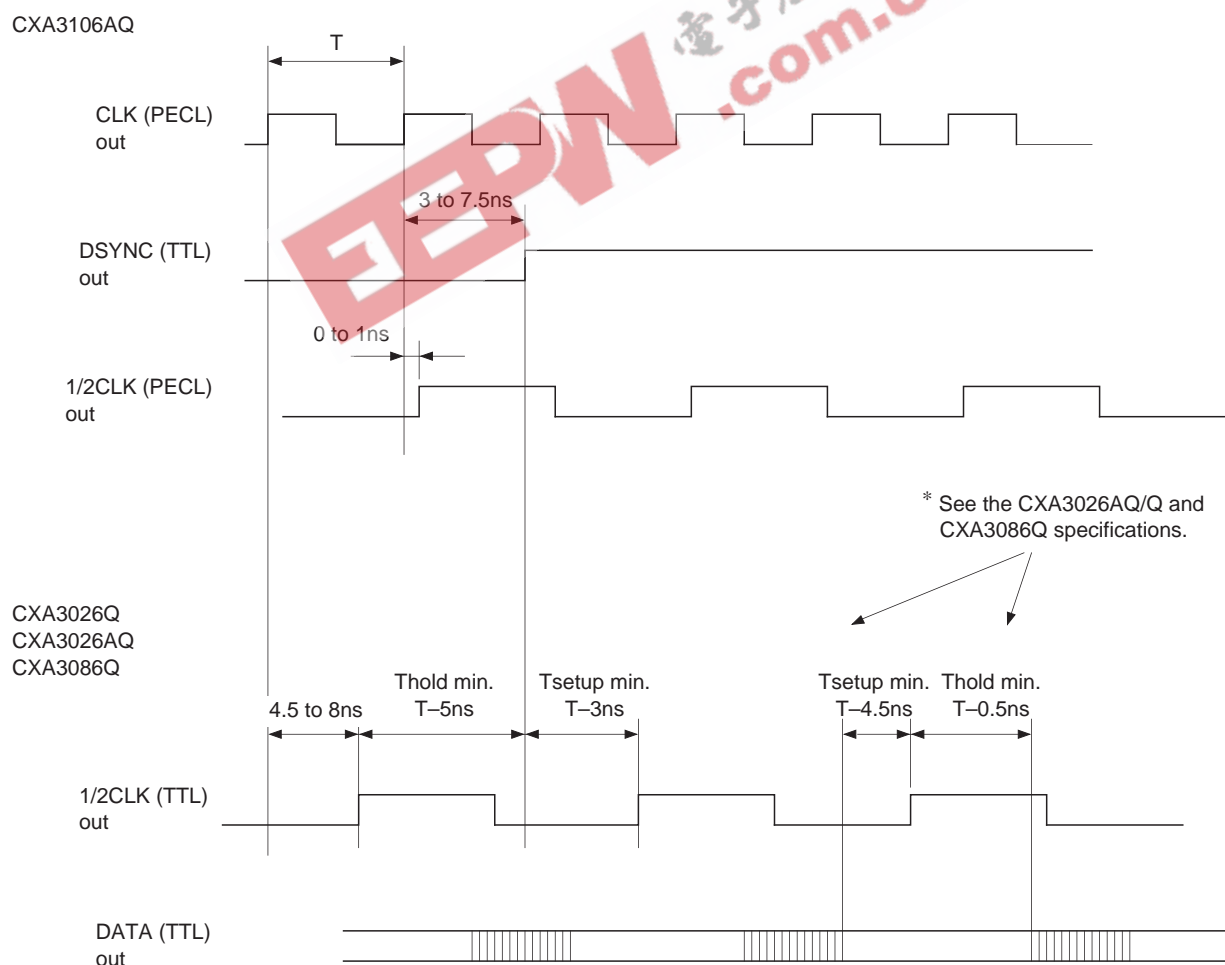 CXA3106AQ
T
CLK (PECL)
out
3 to 7.5ns
DSYNC (TTL)
out
0 to 1ns
1/2CLK (PECL)
out
* See the CXA3026AQ/Q and
CXA3086Q specifications.
CXA3026Q
CXA3026AQ
CXA3086Q
Thold min. Tsetup min. Tsetup min. Thold min.
4.5 to 8ns T–5ns T–3ns T–4.5ns T–0.5ns
1/2CLK (TTL)
out
DATA (TTL)
out
EEPW
.com.c